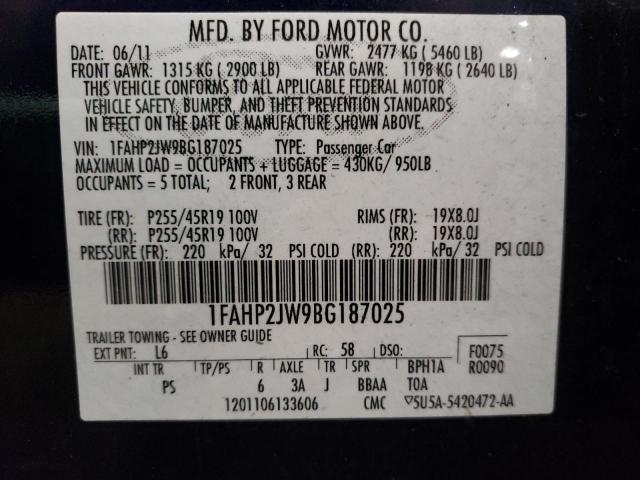 MFD. BY FORD MOTOR CO.
DATE: 06/11 GVWR: 2477 KG ( 5460 LB)
FRONT GAWR: 1315 KG ( 2900 LB) REAR GAWR: 1198 KG ( 2640 LB)
THIS VEHICLE CONFORMS TO ALL APPLICABLE FEDERAL MOTOR
VEHICLE SAFETY, BUMPER, AND THEFT PREVENTION STANDARDS
IN EFFECT ON THE DATE OF MANUFACTURE SHOWN ABOVE.
VIN: 1FAHP2JW9BG187025 TYPE: Passenger Car
MAXIMUM LOAD = OCCUPANTS + LUGGAGE = 430KG/ 950LB
OCCUPANTS = 5 TOTAL; 2 FRONT, 3 REAR
TIRE (FR): P255/45R19 100V RIMS (FR): 19X8.0J
(RR): P255/45R19 100V (RR): 19X8.0J
PRESSURE (FR): 220 kPa/ 32 PSI COLD (RR): 220 kPa/ 32 PSI COLD
1FAHP2JW9BG187025
TRAILER TOWING - SEE OWNER GUIDE
EXT PNT: L6 RC: 58 DSO: F0075
INT TR TP/PS R AXLE TR SPR BPH1A R0090
PS 6 3A J BBAA TOA
1201106133606 CMC 5U5A-5420472-AA